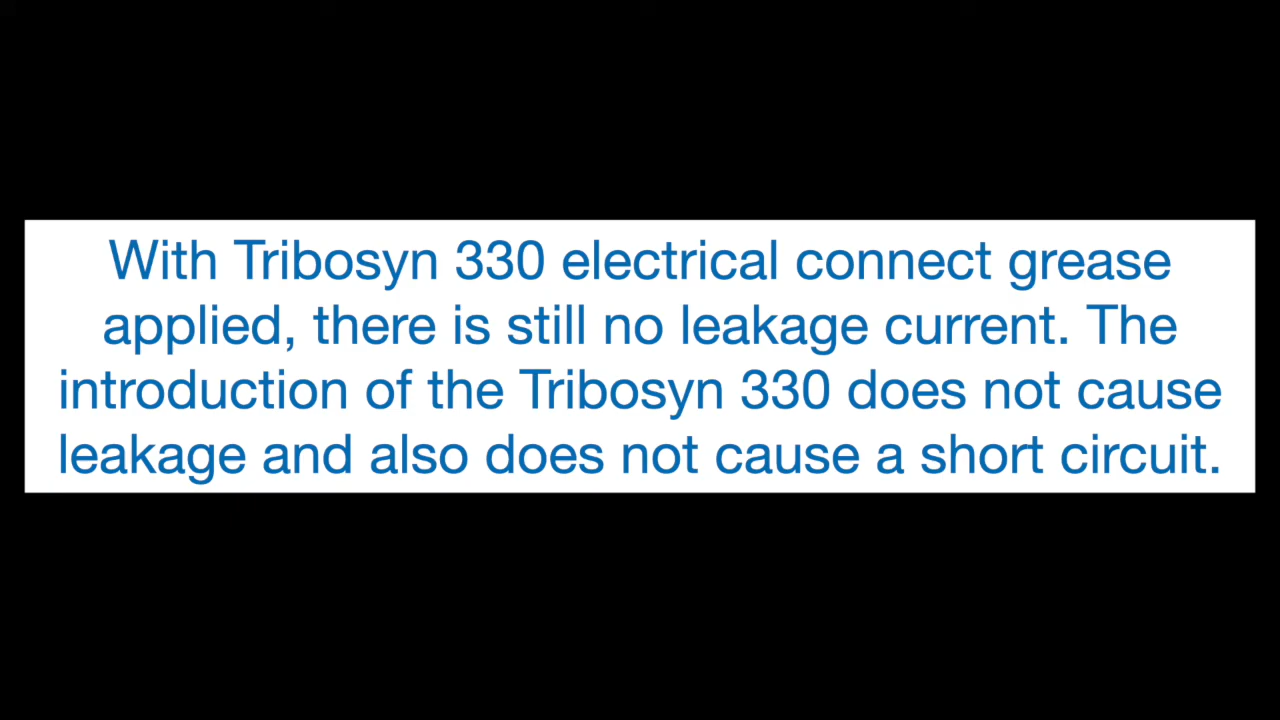 With Tribosyn 330 electrical connect grease
applied, there is still no leakage current. The
introduction of the Tribosyn 330 does not cause
leakage and also does not cause a short circuit.